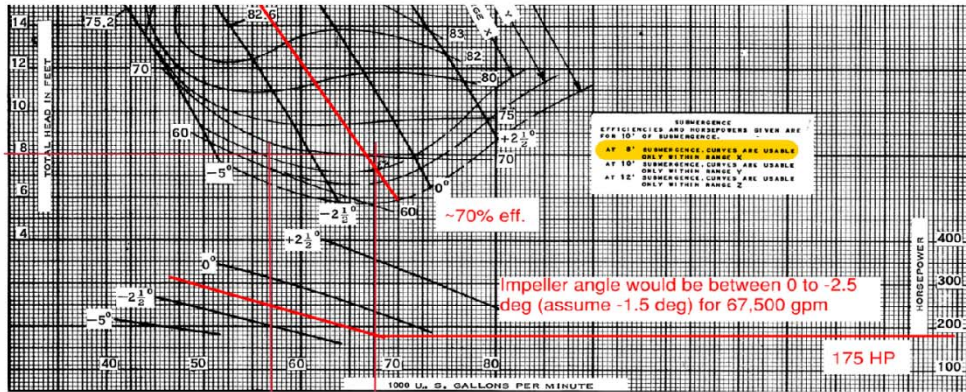 14
12
10
8
6
4
TOTAL HEAD IN FEET
75.2
82.6
70
60
-5°
-2½°
0°
+2½°
83
82
80
75
70
60
X
Y
SUBMERGENCE
EFFICIENCIES AND HORSEPOWERS GIVEN ARE
FOR 10' OF SUBMERGENCE.
AT 8' SUBMERGENCE, CURVES ARE USABLE
ONLY WITHIN RANGE X
AT 10' SUBMERGENCE, CURVES ARE USABLE
ONLY WITHIN RANGE Y
AT 12' SUBMERGENCE, CURVES ARE USABLE
ONLY WITHIN RANGE Z
~70% eff.
+2½°
0°
-2½°
-5°
Impeller angle would be between 0 to -2.5
deg (assume -1.5 deg) for 67,500 gpm
HORSEPOWER
400
300
200
100
175 HP
40
50
60
70
80
1000 U. S. GALLONS PER MINUTE